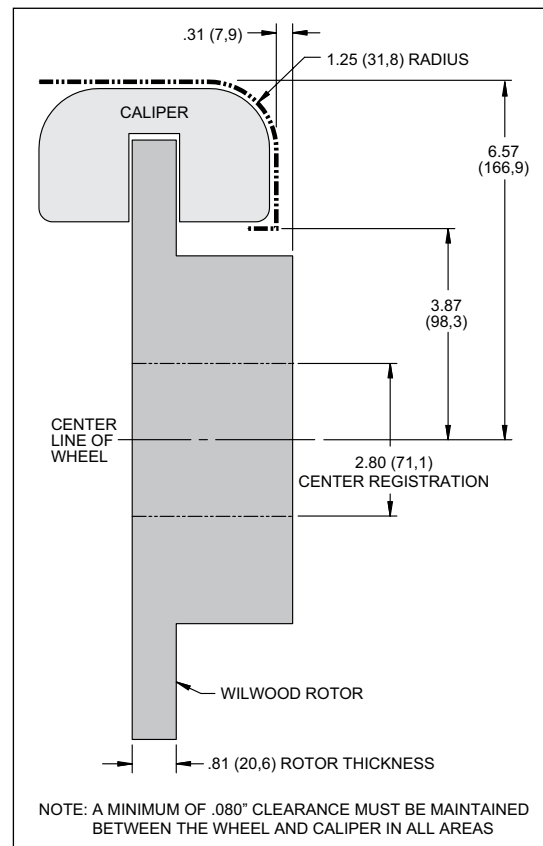 .31 (7,9)
1.25 (31,8) RADIUS
CALIPER
6.57
(166,9)
3.87
(98,3)
CENTER
LINE OF
WHEEL
2.80 (71,1)
CENTER REGISTRATION
WILWOOD ROTOR
.81 (20,6) ROTOR THICKNESS
NOTE: A MINIMUM OF .080" CLEARANCE MUST BE MAINTAINED
BETWEEN THE WHEEL AND CALIPER IN ALL AREAS